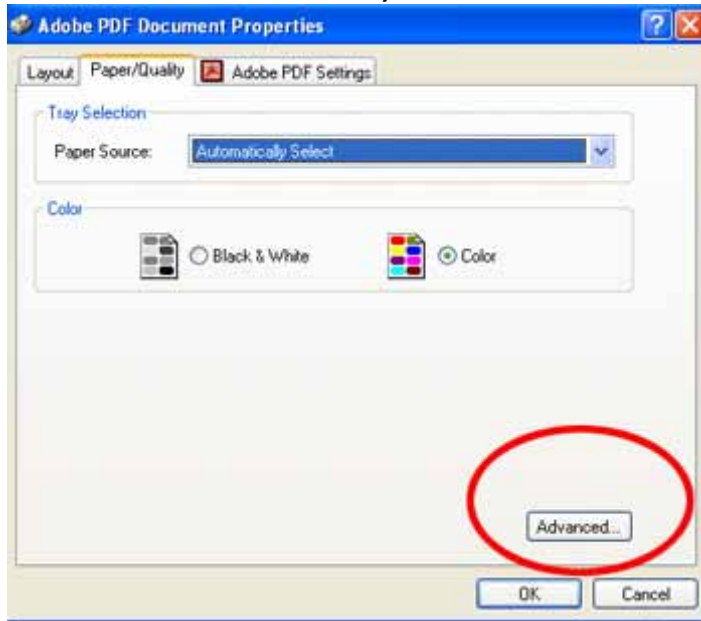 Adobe PDF Document Properties
Layout Paper/Quality Adobe PDF Settings
Tray Selection
Paper Source: Automatically Select
Color
Black & White Color
Advanced...
OK Cancel